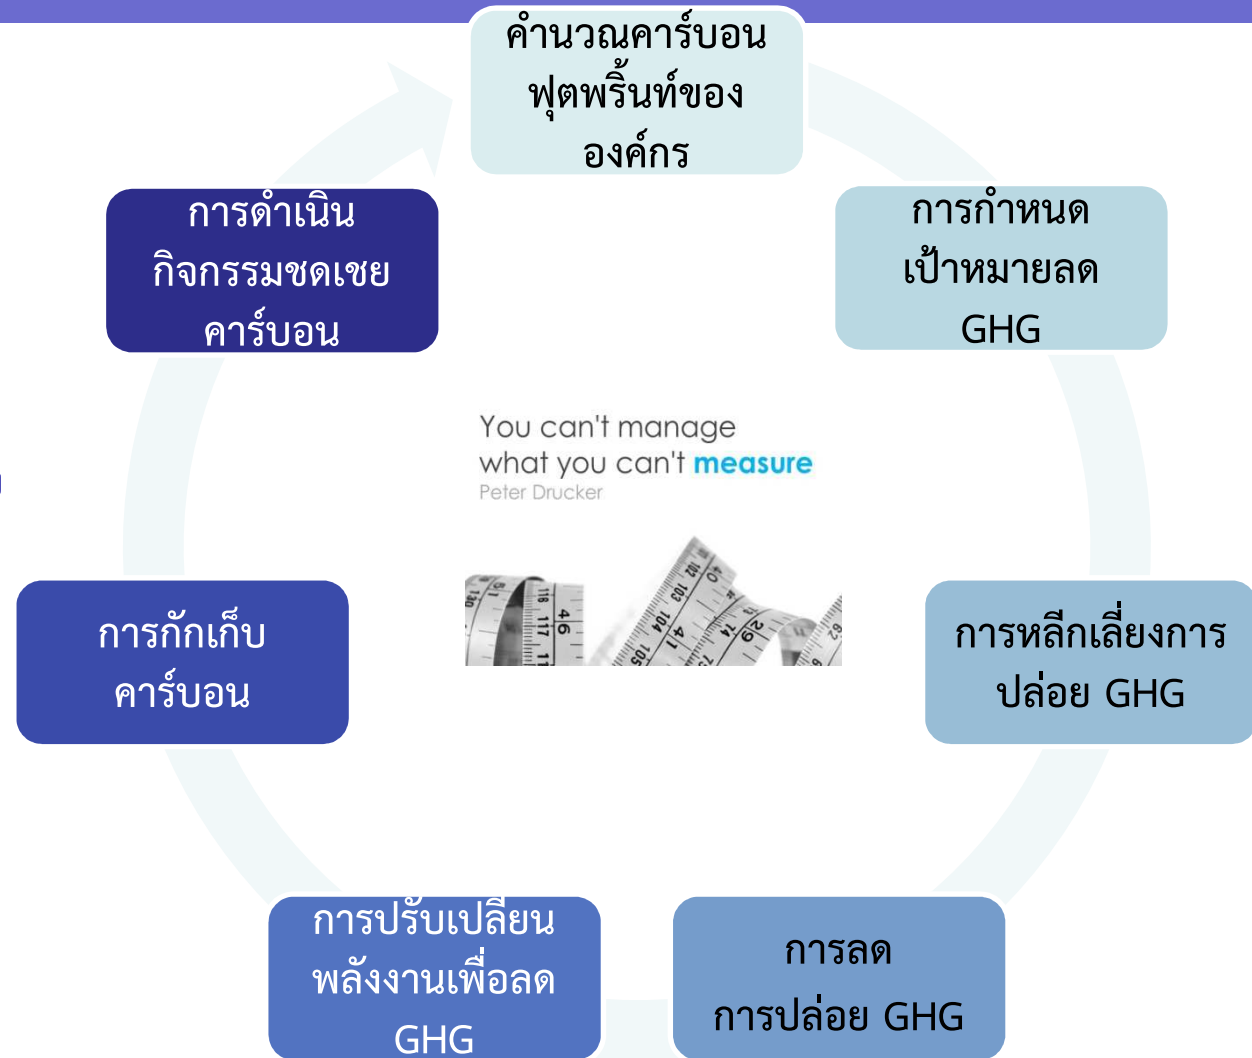 คำนวณคาร์บอน
ฟุตพริ้นท์ของ
องค์กร
การกำหนด
เป้าหมายลด
GHG
การหลีกเลี่ยงการ
ปล่อย GHG
การลด
การปล่อย GHG
การปรับเปลี่ยน
พลังงานเพื่อลด
GHG
การกักเก็บ
คาร์บอน
การดำเนิน
กิจกรรมชดเชย
คาร์บอน
You can't manage
what you can't measure
Peter Drucker